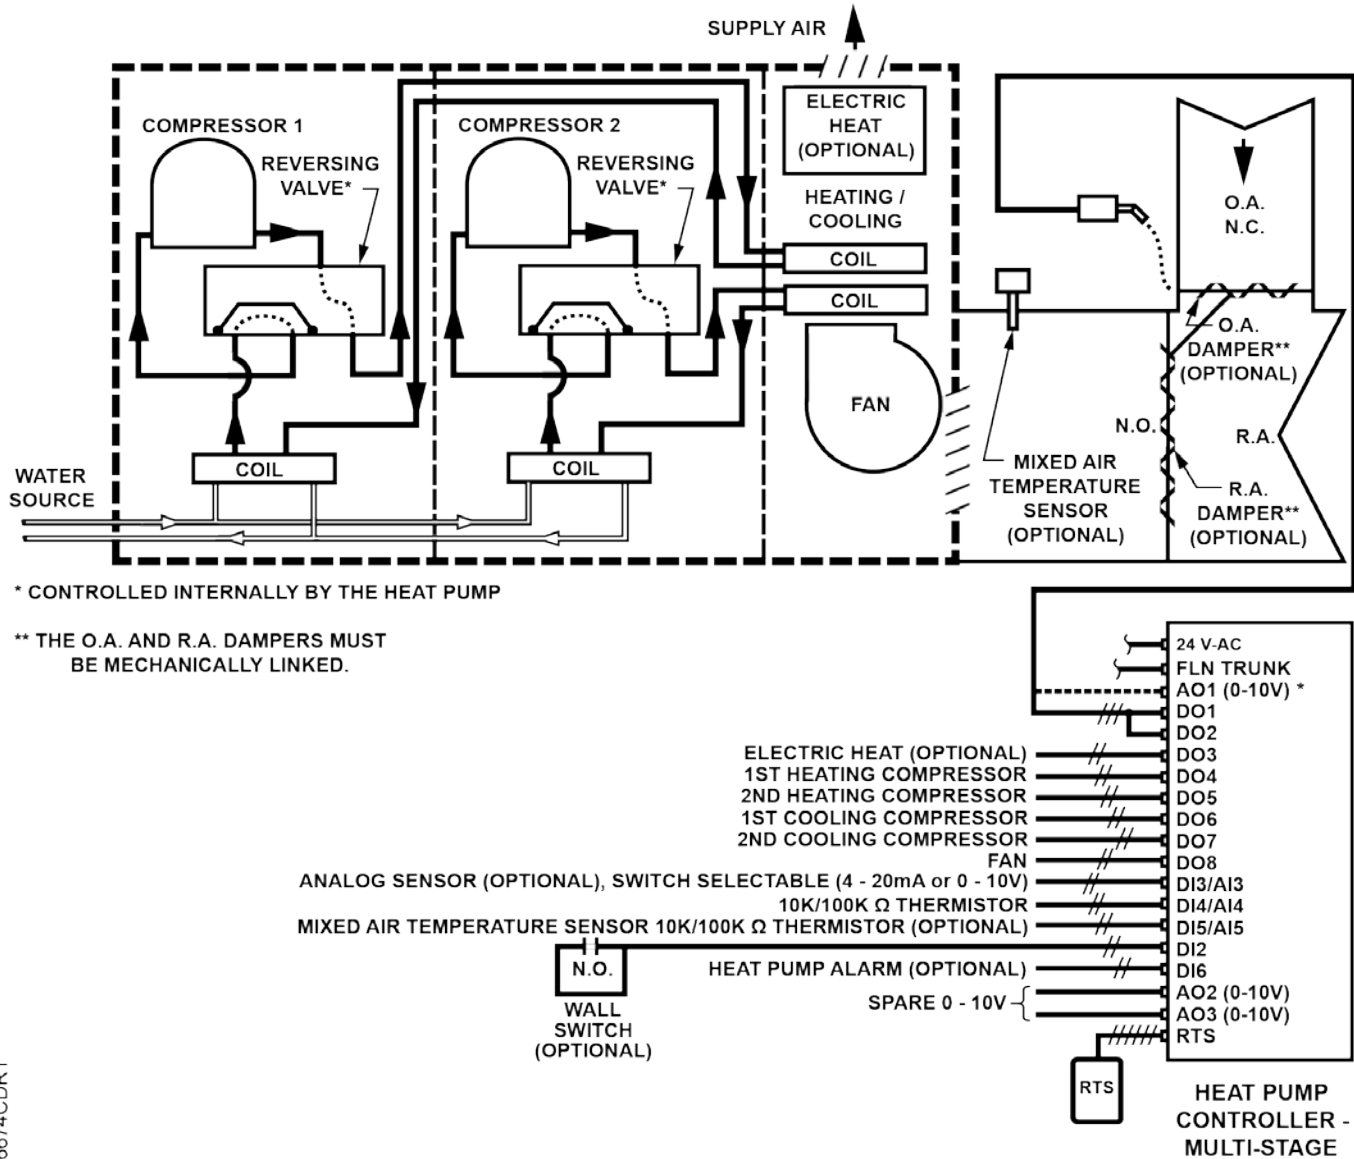 SUPPLY AIR
COMPRESSOR 1
REVERSING
VALVE*
COMPRESSOR 2
REVERSING
VALVE*
ELECTRIC
HEAT
(OPTIONAL)
HEATING /
COOLING
COIL
COIL
FAN
O.A.
N.C.
O.A.
DAMPER**
(OPTIONAL)
N.O.
R.A.
R.A.
DAMPER**
(OPTIONAL)
MIXED AIR
TEMPERATURE
SENSOR
(OPTIONAL)
COIL
COIL
WATER
SOURCE
* CONTROLLED INTERNALLY BY THE HEAT PUMP
** THE O.A. AND R.A. DAMPERS MUST
BE MECHANICALLY LINKED.
24 V-AC
FLN TRUNK
AO1 (0-10V) *
DO1
DO2
ELECTRIC HEAT (OPTIONAL) DO3
1ST HEATING COMPRESSOR DO4
2ND HEATING COMPRESSOR DO5
1ST COOLING COMPRESSOR DO6
2ND COOLING COMPRESSOR DO7
FAN DO8
ANALOG SENSOR (OPTIONAL), SWITCH SELECTABLE (4 - 20mA or 0 - 10V) DI3/AI3
10K/100K Ω THERMISTOR DI4/AI4
MIXED AIR TEMPERATURE SENSOR 10K/100K Ω THERMISTOR (OPTIONAL) DI5/AI5
DI2
N.O.
HEAT PUMP ALARM (OPTIONAL) DI6
SPARE 0 - 10V
AO2 (0-10V)
AO3 (0-10V)
WALL
SWITCH
(OPTIONAL)
RTS
RTS
HEAT PUMP
CONTROLLER -
MULTI-STAGE